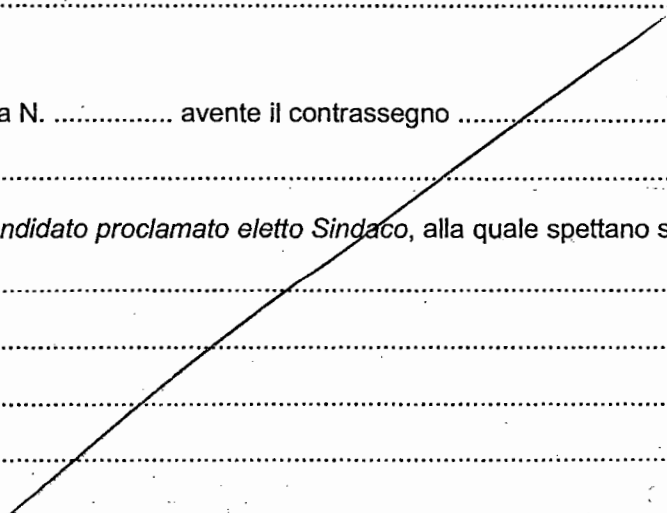 a N. .............. avente il contrassegno .........................
ndidato proclamato eletto Sindaco, alla quale spettano s